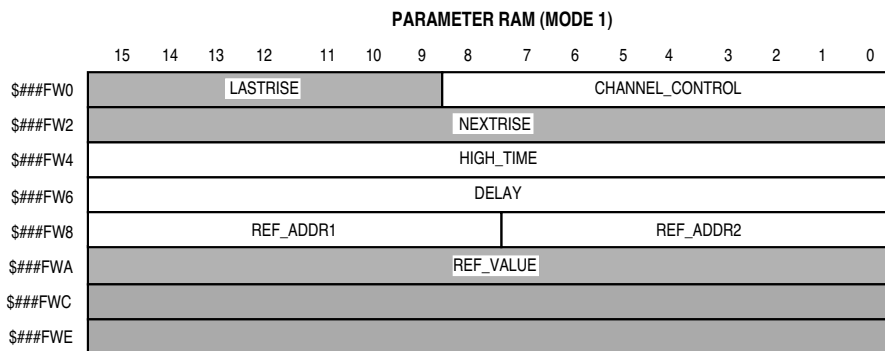 PARAMETER RAM (MODE 1)
15 14 13 12 11 10 9 8 7 6 5 4 3 2 1 0
$###FW0 LASTRISE CHANNEL_CONTROL
$###FW2 NEXTRISE
$###FW4 HIGH_TIME
$###FW6 DELAY
$###FW8 REF_ADDR1 REF_ADDR2
$###FWA REF_VALUE
$###FWC
$###FWE